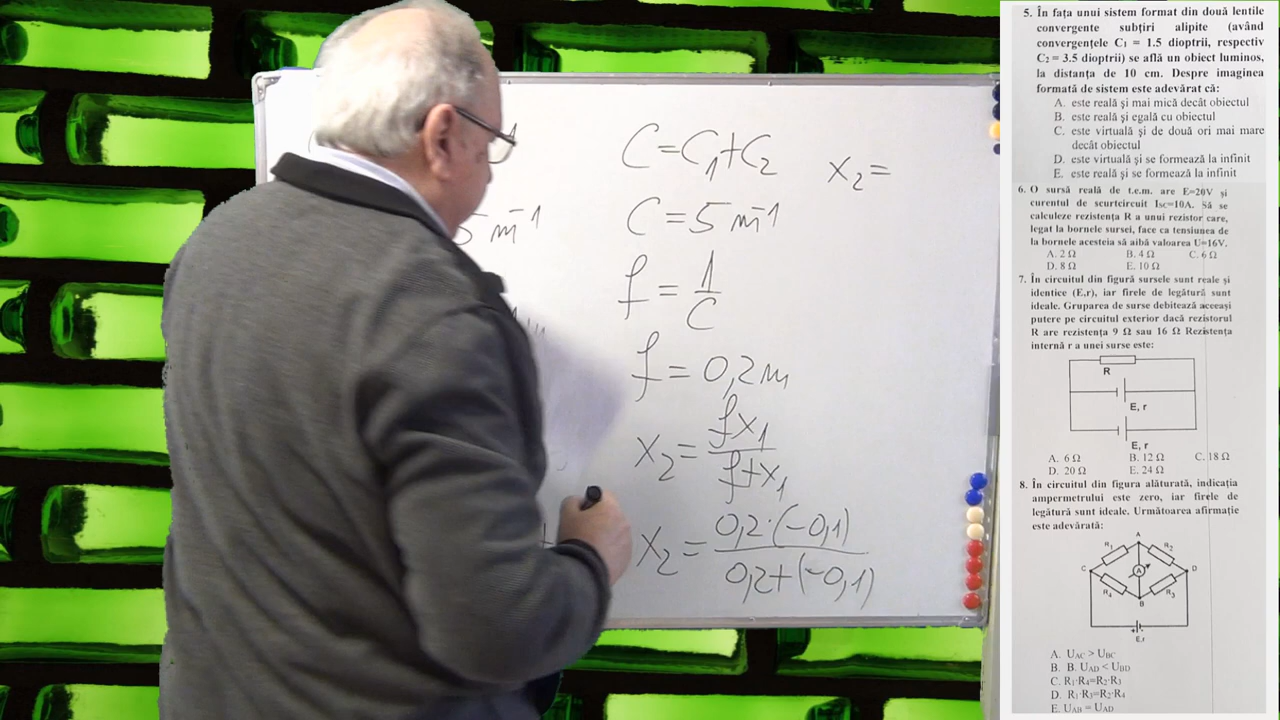 5 m⁻¹
C=C₁+C₂
C=5 m⁻¹
f=1/C
f=0,2m
x₂=fx₁/f+x₁
x₂=0,2·(-0,1)/0,2+(-0,1)
x₂=
5. În fața unui sistem format din două lentile
convergente subțiri alipite (având
convergențele C₁ = 1.5 dioptrii, respectiv
C₂ = 3.5 dioptrii) se află un obiect luminos,
la distanța de 10 cm. Despre imaginea
formată de sistem este adevărat că:
A. este reală și mai mică decât obiectul
B. este reală și egală cu obiectul
C. este virtuală și de două ori mai mare
decât obiectul
D. este virtuală și se formează la infinit
E. este reală și se formează la infinit
6. O sursă reală de t.e.m. are E=20V și
curentul de scurtcircuit Isc=10A. Să se
calculeze rezistența R a unui rezistor care,
legat la bornele sursei, face ca tensiunea de
la bornele acesteia să aibă valoarea U=16V.
A. 2 Ω B. 4 Ω C. 6 Ω
D. 8 Ω E. 10 Ω
7. În circuitul din figură sursele sunt reale și
identice (E,r), iar firele de legătură sunt
ideale. Gruparea de surse debitează aceeași
putere pe circuitul exterior dacă rezistorul
R are rezistența 9 Ω sau 16 Ω Rezistența
internă r a unei surse este:
R
E, r
E, r
A. 6 Ω B. 12 Ω C. 18 Ω
D. 20 Ω E. 24 Ω
8. În circuitul din figura alăturată, indicația
ampermetrului este zero, iar firele de
legătură sunt ideale. Următoarea afirmație
este adevărată:
A
R₁ R₂
C A D
R₄ R₃
B
E,r
A. UAC > UBC
B. B. UAD < UBD
C. R₁·R₄=R₂·R₃
D. R₁·R₃=R₂·R₄
E. UAB = UAD